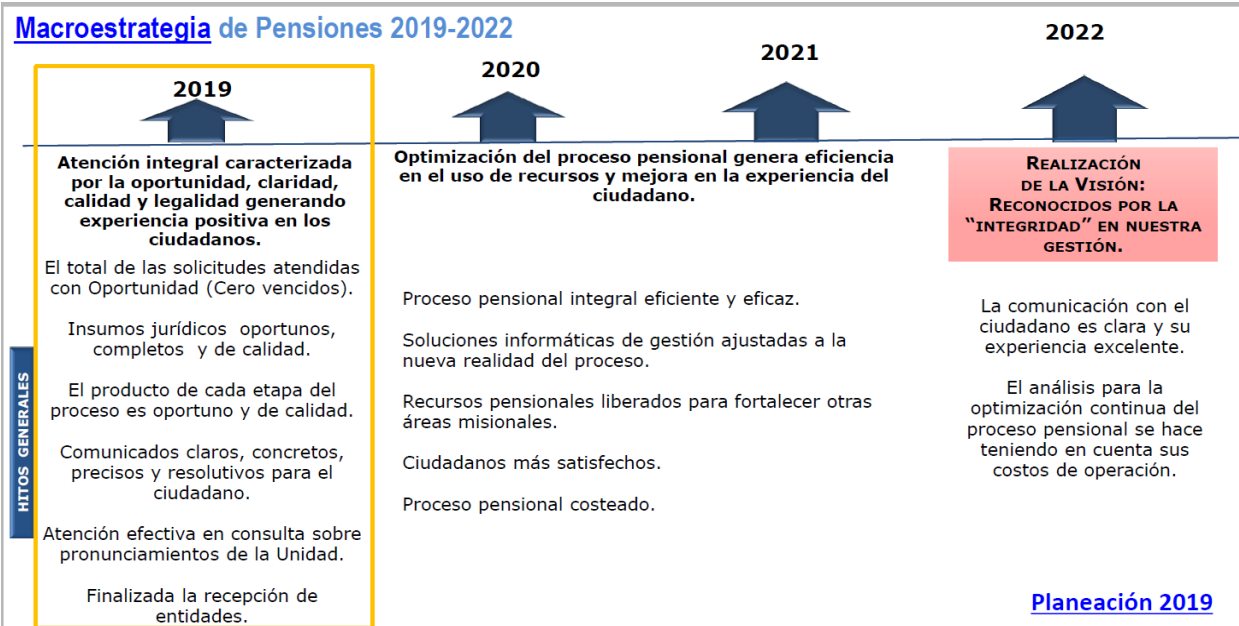 Macroestrategia de Pensiones 2019-2022
2019
2020
2021
2022
Atención integral caracterizada
por la oportunidad, claridad,
calidad y legalidad generando
experiencia positiva en los
ciudadanos.
El total de las solicitudes atendidas
con Oportunidad (Cero vencidos).
Insumos jurídicos oportunos,
completos y de calidad.
El producto de cada etapa del
proceso es oportuno y de calidad.
Comunicados claros, concretos,
precisos y resolutivos para el
ciudadano.
Atención efectiva en consulta sobre
pronunciamientos de la Unidad.
Finalizada la recepción de
entidades.
HITOS GENERALES
Optimización del proceso pensional genera eficiencia
en el uso de recursos y mejora en la experiencia del
ciudadano.
Proceso pensional integral eficiente y eficaz.
Soluciones informáticas de gestión ajustadas a la
nueva realidad del proceso.
Recursos pensionales liberados para fortalecer otras
áreas misionales.
Ciudadanos más satisfechos.
Proceso pensional costeado.
REALIZACIÓN
DE LA VISIÓN:
RECONOCIDOS POR LA
"INTEGRIDAD" EN NUESTRA
GESTIÓN.
La comunicación con el
ciudadano es clara y su
experiencia excelente.
El análisis para la
optimización continua del
proceso pensional se hace
teniendo en cuenta sus
costos de operación.
Planeación 2019